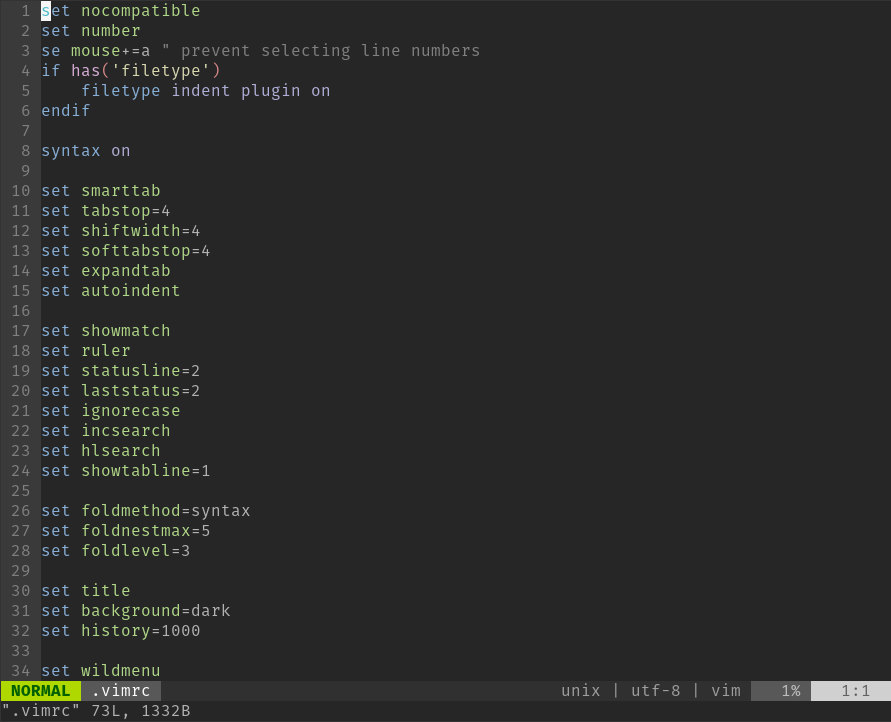 1 set nocompatible
2 set number
3 se mouse+=a " prevent selecting line numbers
4 if has('filetype')
5     filetype indent plugin on
6 endif
7
8 syntax on
9
10 set smarttab
11 set tabstop=4
12 set shiftwidth=4
13 set softtabstop=4
14 set expandtab
15 set autoindent
16
17 set showmatch
18 set ruler
19 set statusline=2
20 set laststatus=2
21 set ignorecase
22 set incsearch
23 set hlsearch
24 set showtabline=1
25
26 set foldmethod=syntax
27 set foldnestmax=5
28 set foldlevel=3
29
30 set title
31 set background=dark
32 set history=1000
33
34 set wildmenu
NORMAL .vimrc unix | utf-8 | vim 1% 1:1
".vimrc" 73L, 1332B